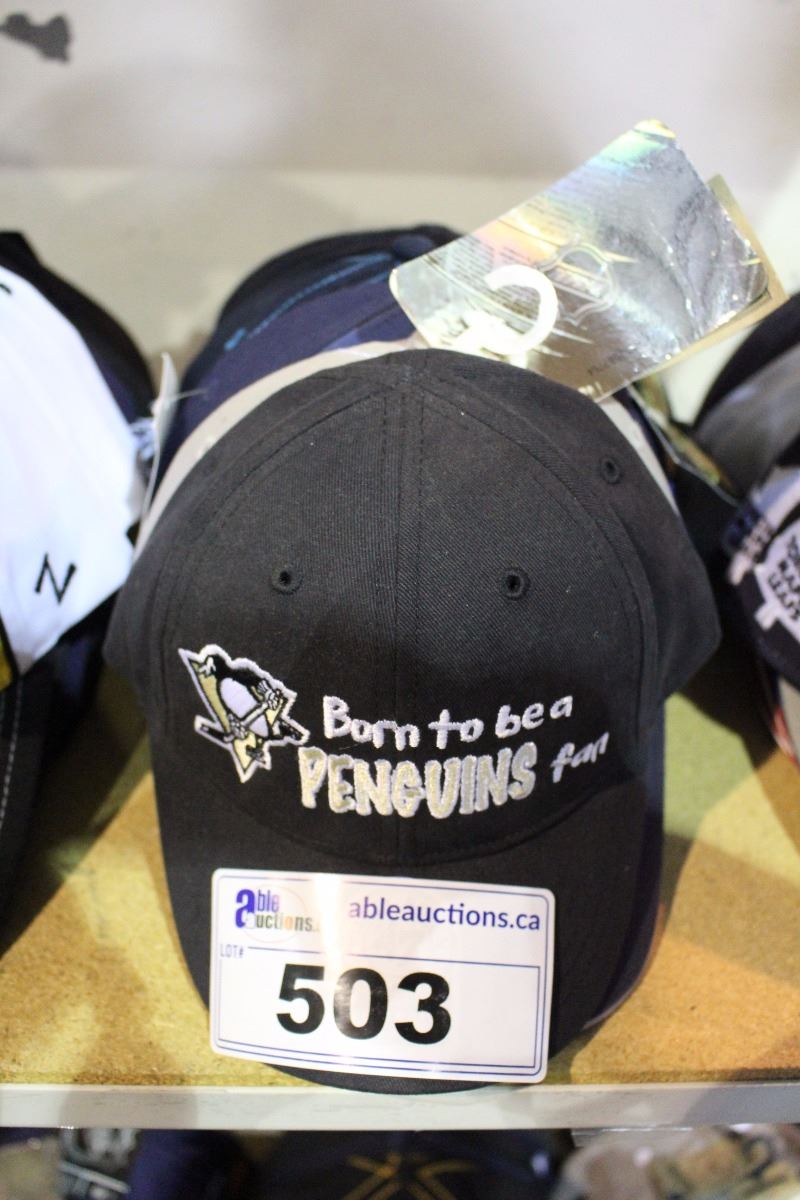 Born to be a
PENGUINS fan
able
auctions.
ableauctions.ca
LOT#
503